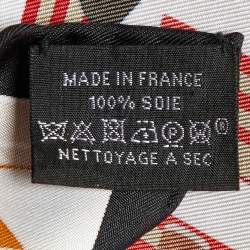 MADE IN FRANCE
100% SOIE
®
NETTOYAGE À SEC